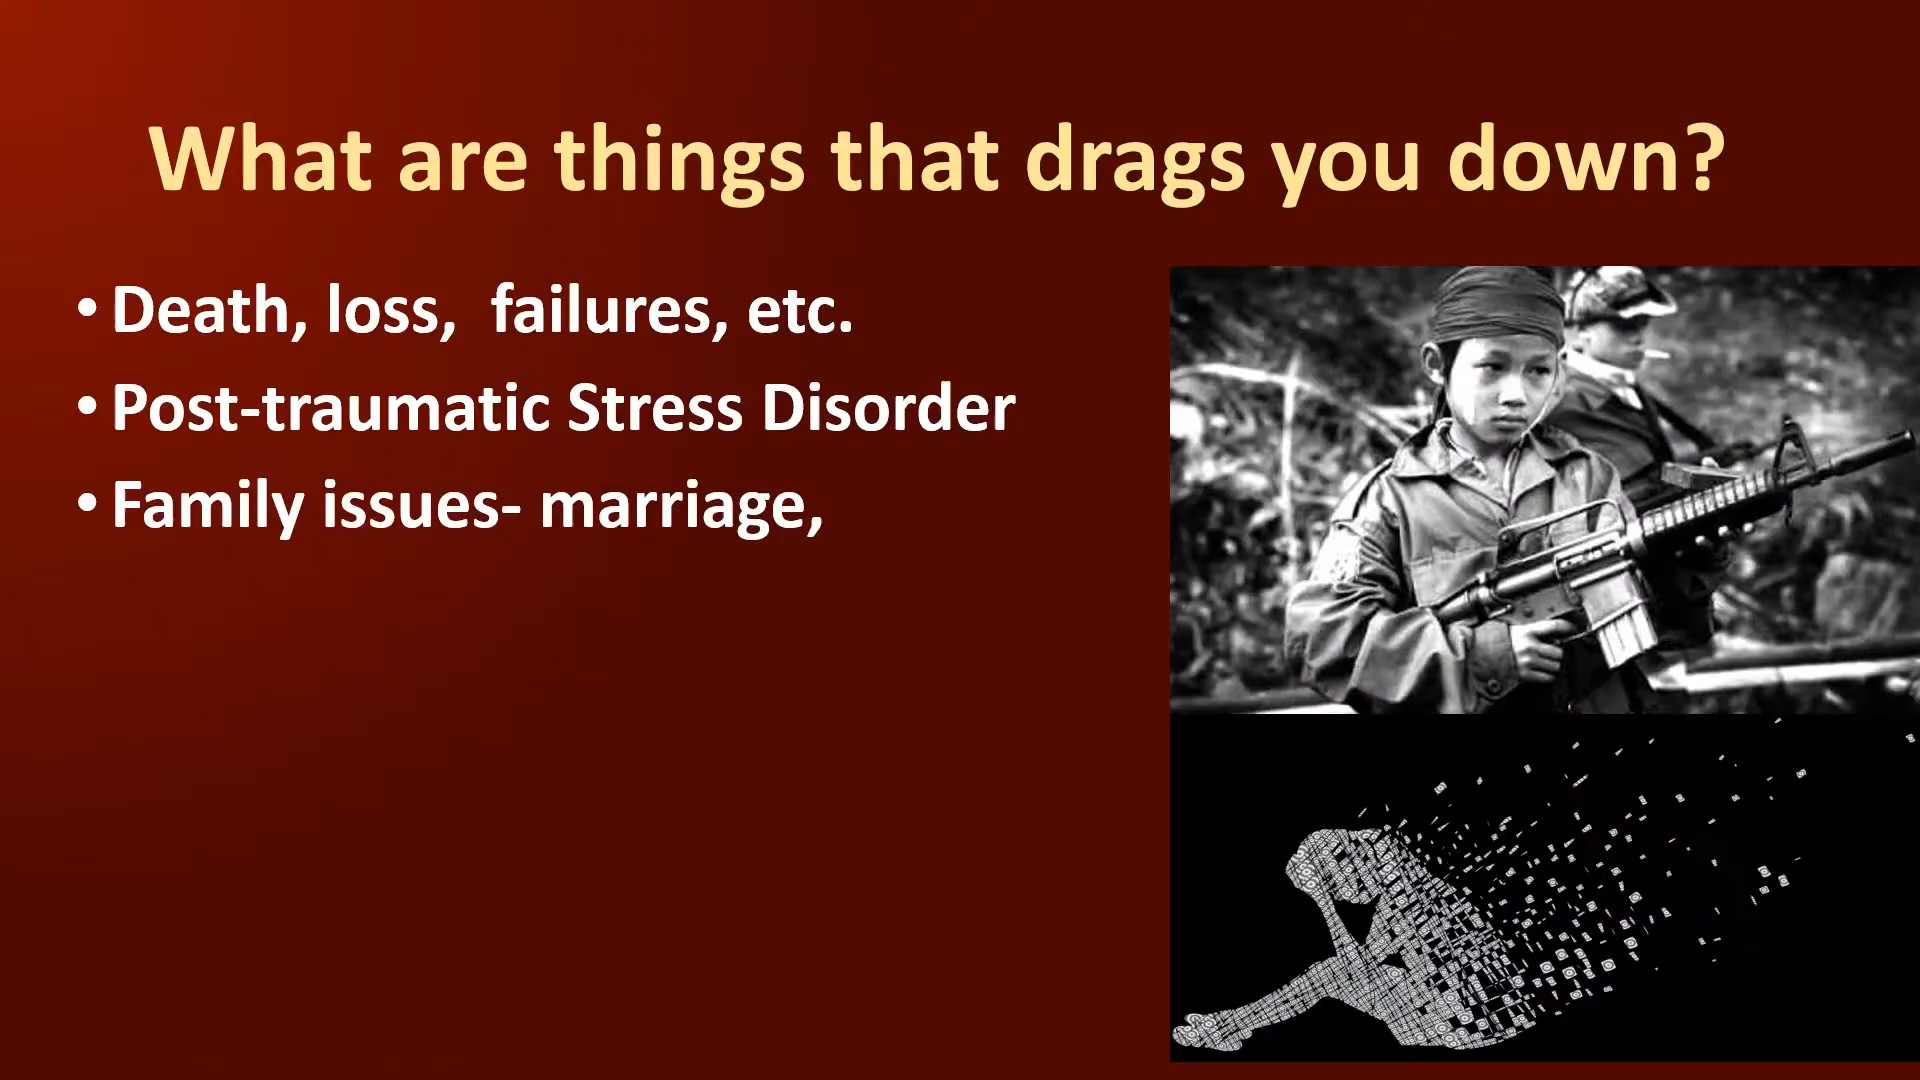 What are things that drags you down?
• Death, loss,  failures, etc.
• Post-traumatic Stress Disorder
• Family issues- marriage,